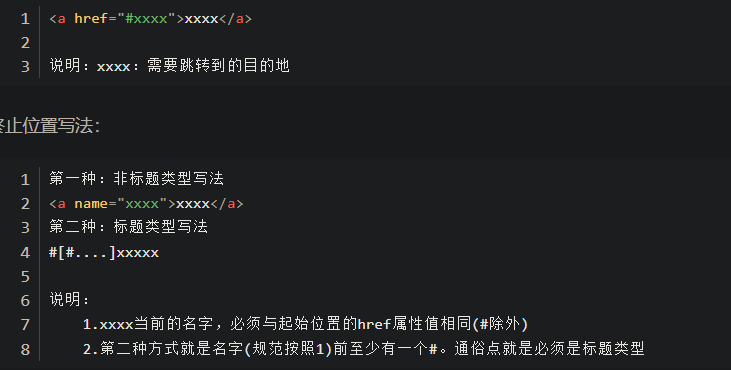 1 <a href="#xxxx">xxxx</a>
2
3 说明：xxxx：需要跳转到的目的地
终止位置写法：
1 第一种：非标题类型写法
2 <a name="xxxx">xxxx</a>
3 第二种：标题类型写法
4 #[#....]xxxxx
5
6 说明：
7 1.xxxx当前的名字，必须与起始位置的href属性值相同(#除外)
8 2.第二种方式就是名字(规范按照1)前至少有一个#。通俗点就是必须是标题类型